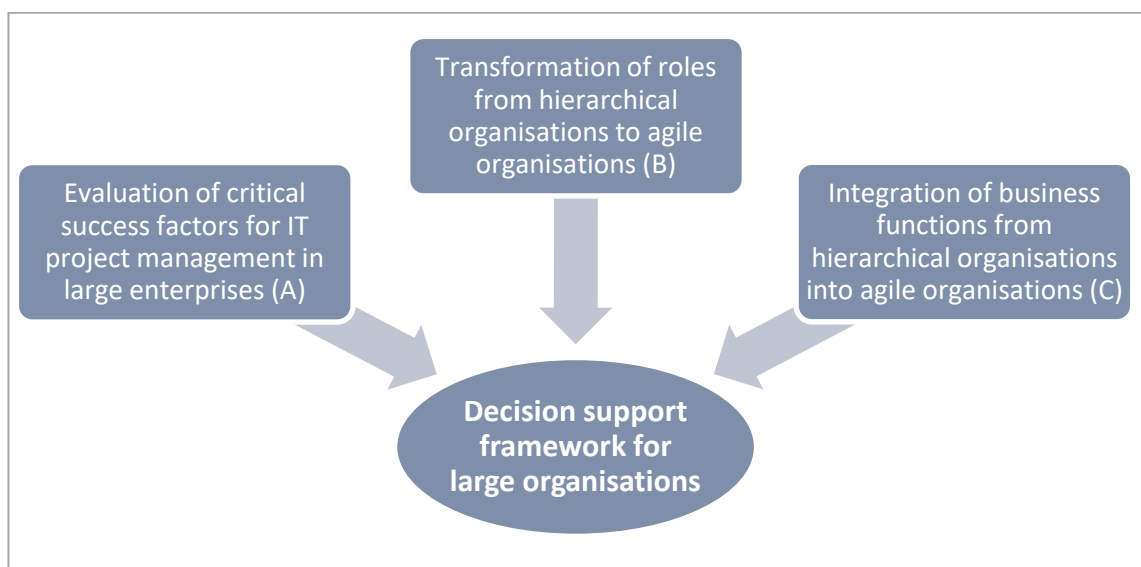 Transformation of roles
from hierarchical
organisations to agile
organisations (B)
Evaluation of critical
success factors for IT
project management in
large enterprises (A)
Integration of business
functions from
hierarchical organisations
into agile organisations (C)
Decision support
framework for
large organisations